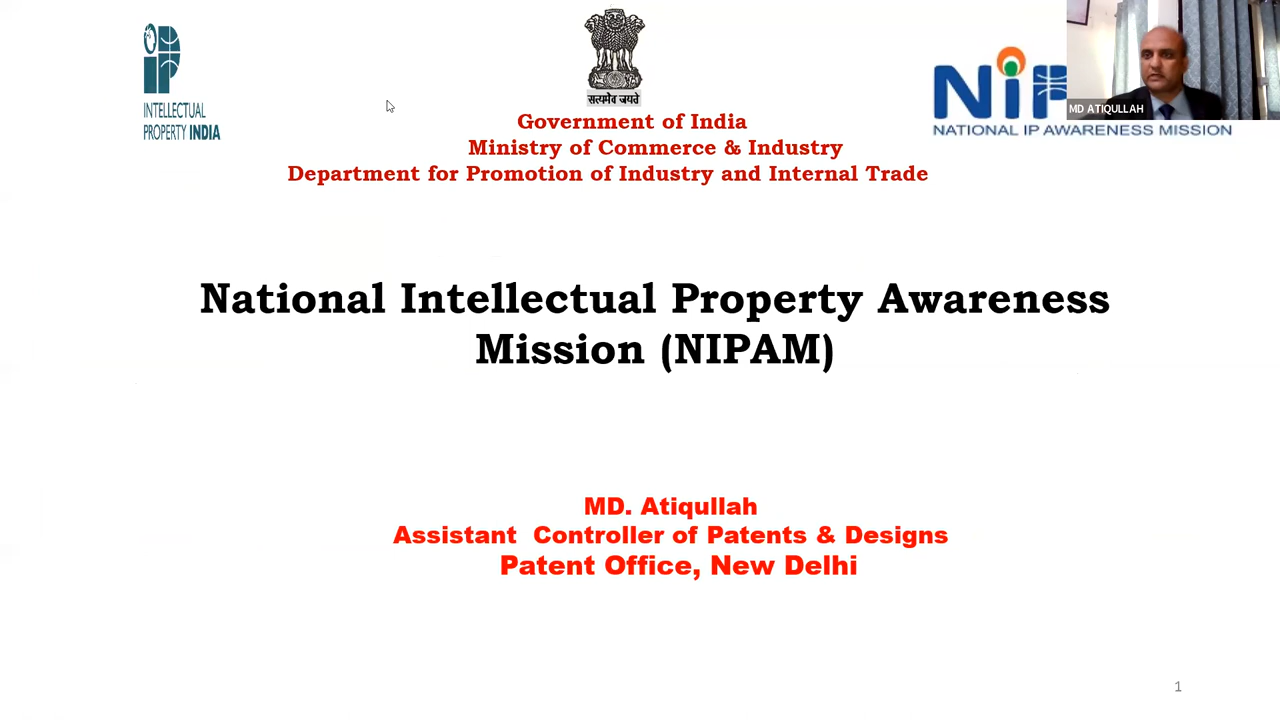 INTELLECTUAL
PROPERTY INDIA
सत्यमेव जयते
Government of India
Ministry of Commerce & Industry
Department for Promotion of Industry and Internal Trade
MD ATIQULLAH
NATIONAL IP AWARENESS MISSION
National Intellectual Property Awareness
Mission (NIPAM)
MD. Atiqullah
Assistant Controller of Patents & Designs
Patent Office, New Delhi
1